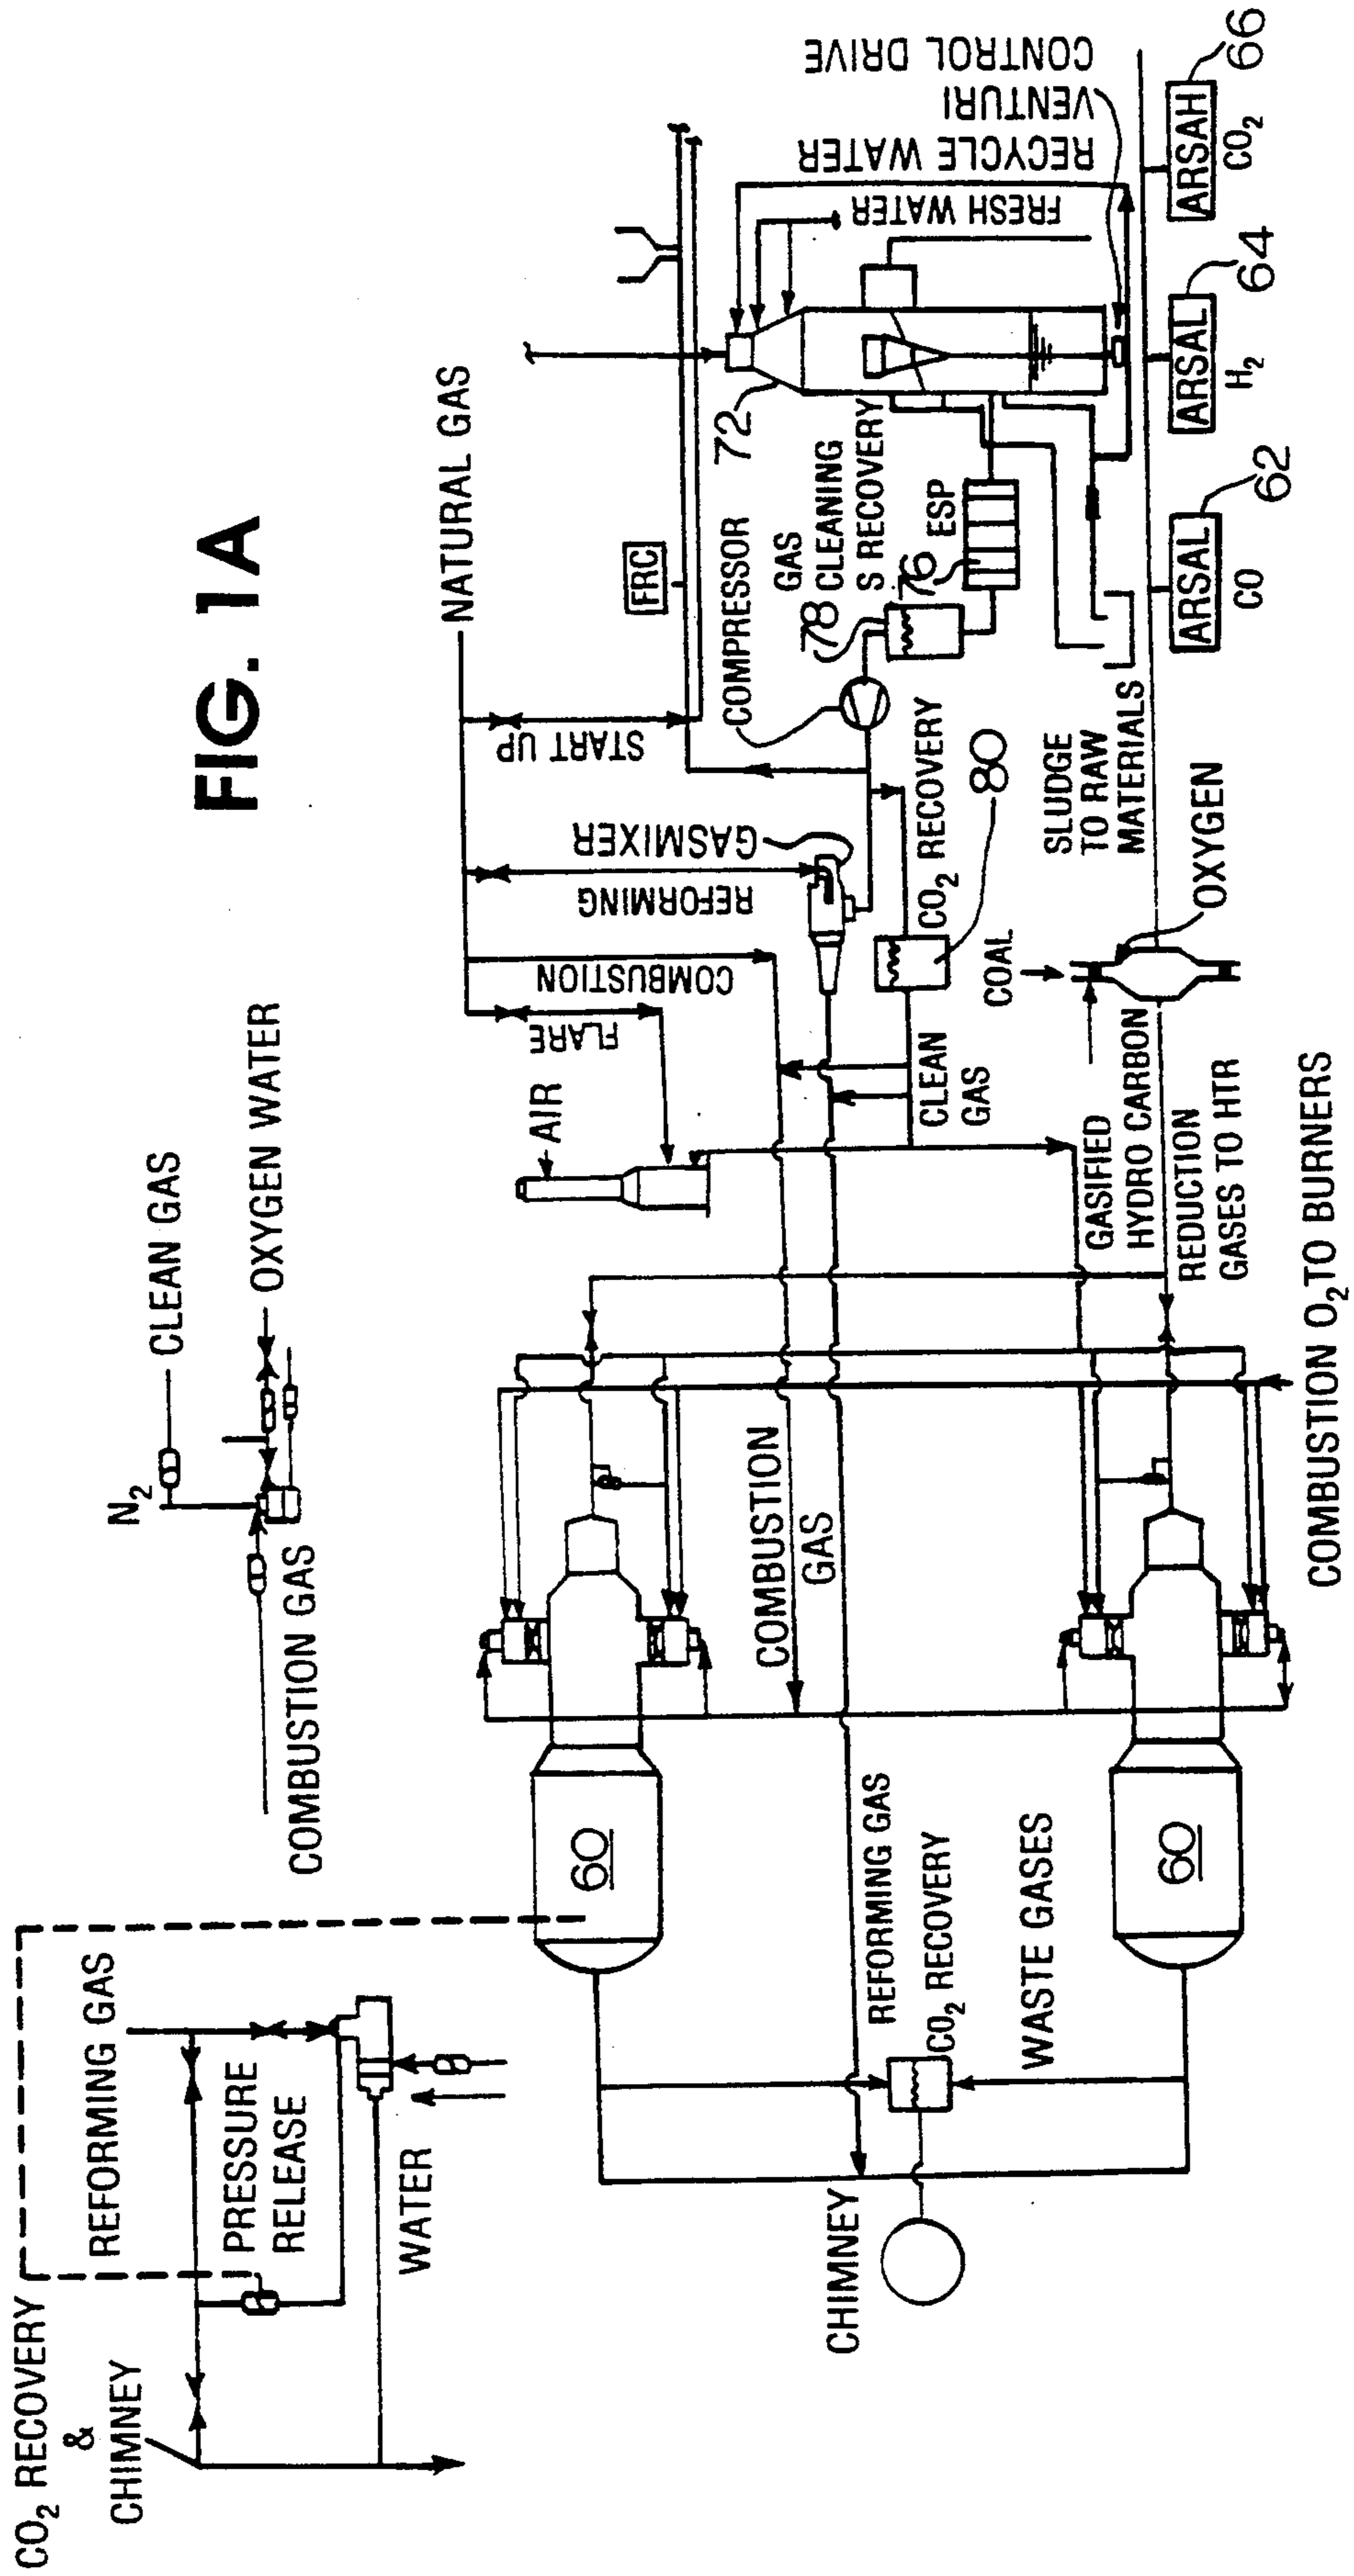 FIG. 1A
CO2 RECOVERY
&
CHIMNEY
REFORMING GAS
PRESSURE
RELEASE
WATER
N2
CLEAN GAS
OXYGEN WATER
COMBUSTION GAS
NATURAL GAS
AIR
FLARE
COMBUSTION
REFORMING
GASMIXER
START UP
FRC
COMPRESSOR
78
GAS
CLEANING
S RECOVERY
76
ESP
72
FRESH WATER
RECYCLE WATER
VENTURI
CONTROL DRIVE
60
COMBUSTION
GAS
CLEAN
GAS
CO2 RECOVERY
80
COAL
SLUDGE
TO RAW
MATERIALS
OXYGEN
GASIFIED
HYDRO CARBON
REDUCTION
GASES TO HTR
ARSAL
CO
62
ARSAL
H2
64
ARSAH
CO2
66
CHIMNEY
REFORMING GAS
CO2 RECOVERY
WASTE GASES
60
COMBUSTION O2 TO BURNERS